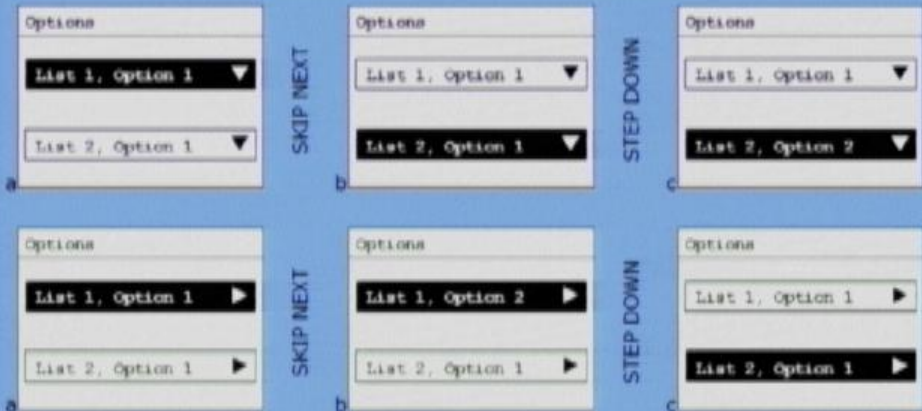 Options
List 1, Option 1
List 2, Option 1
a
SKIP NEXT
Options
List 1, Option 1
List 2, Option 1
b
STEP DOWN
Options
List 1, Option 1
List 2, Option 2
c
Options
List 1, Option 1
List 2, Option 1
a
SKIP NEXT
Options
List 1, Option 2
List 2, Option 1
b
STEP DOWN
Options
List 1, Option 1
List 2, Option 1
c